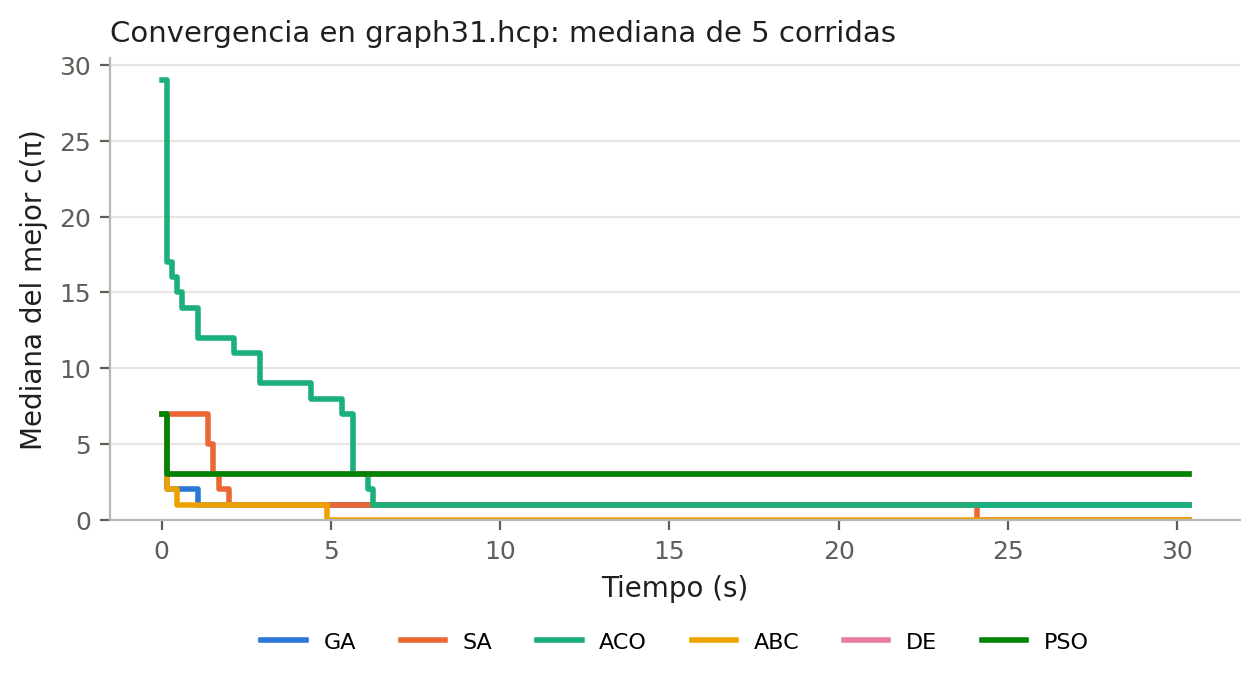 Convergencia en graph31.hcp: mediana de 5 corridas
30
25
20
15
10
5
0
Mediana del mejor c(π)
0 5 10 15 20 25 30
Tiempo (s)
GA SA ACO ABC DE PSO